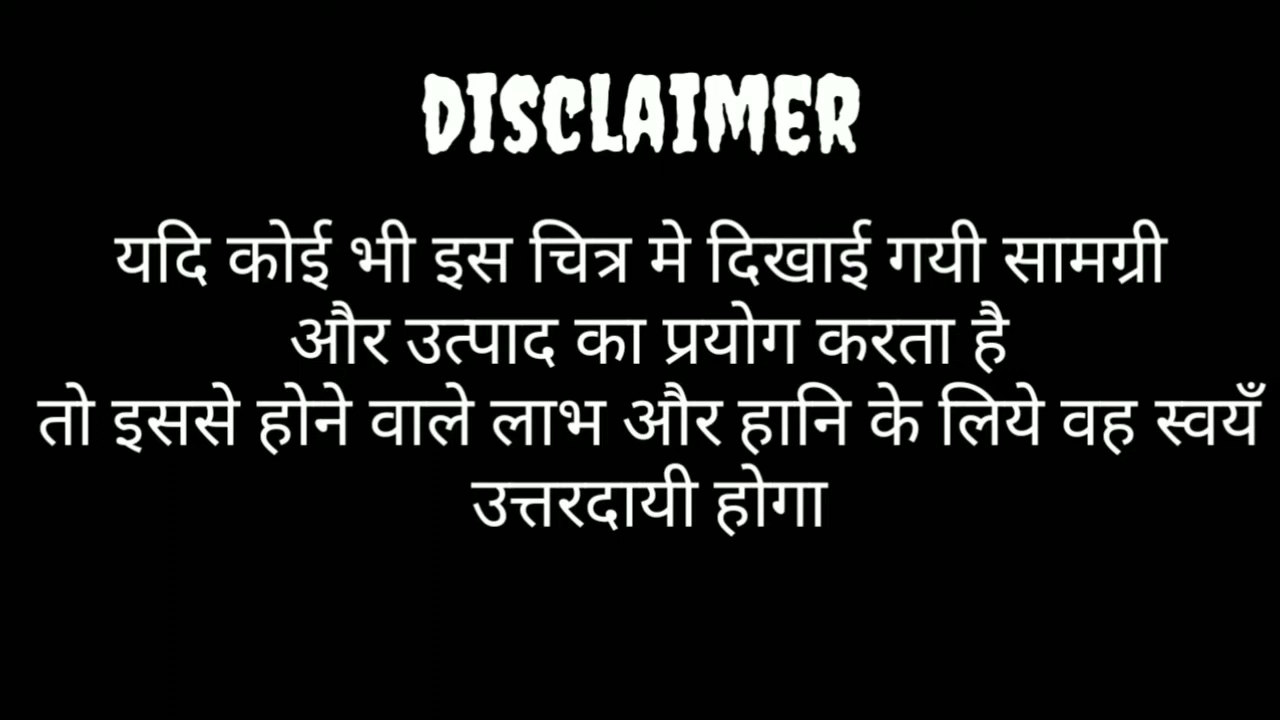 DISCLAIMER
यदि कोई भी इस चित्र मे दिखाई गयी सामग्री
और उत्पाद का प्रयोग करता है
तो इससे होने वाले लाभ और हानि के लिये वह स्वयँ
उत्तरदायी होगा